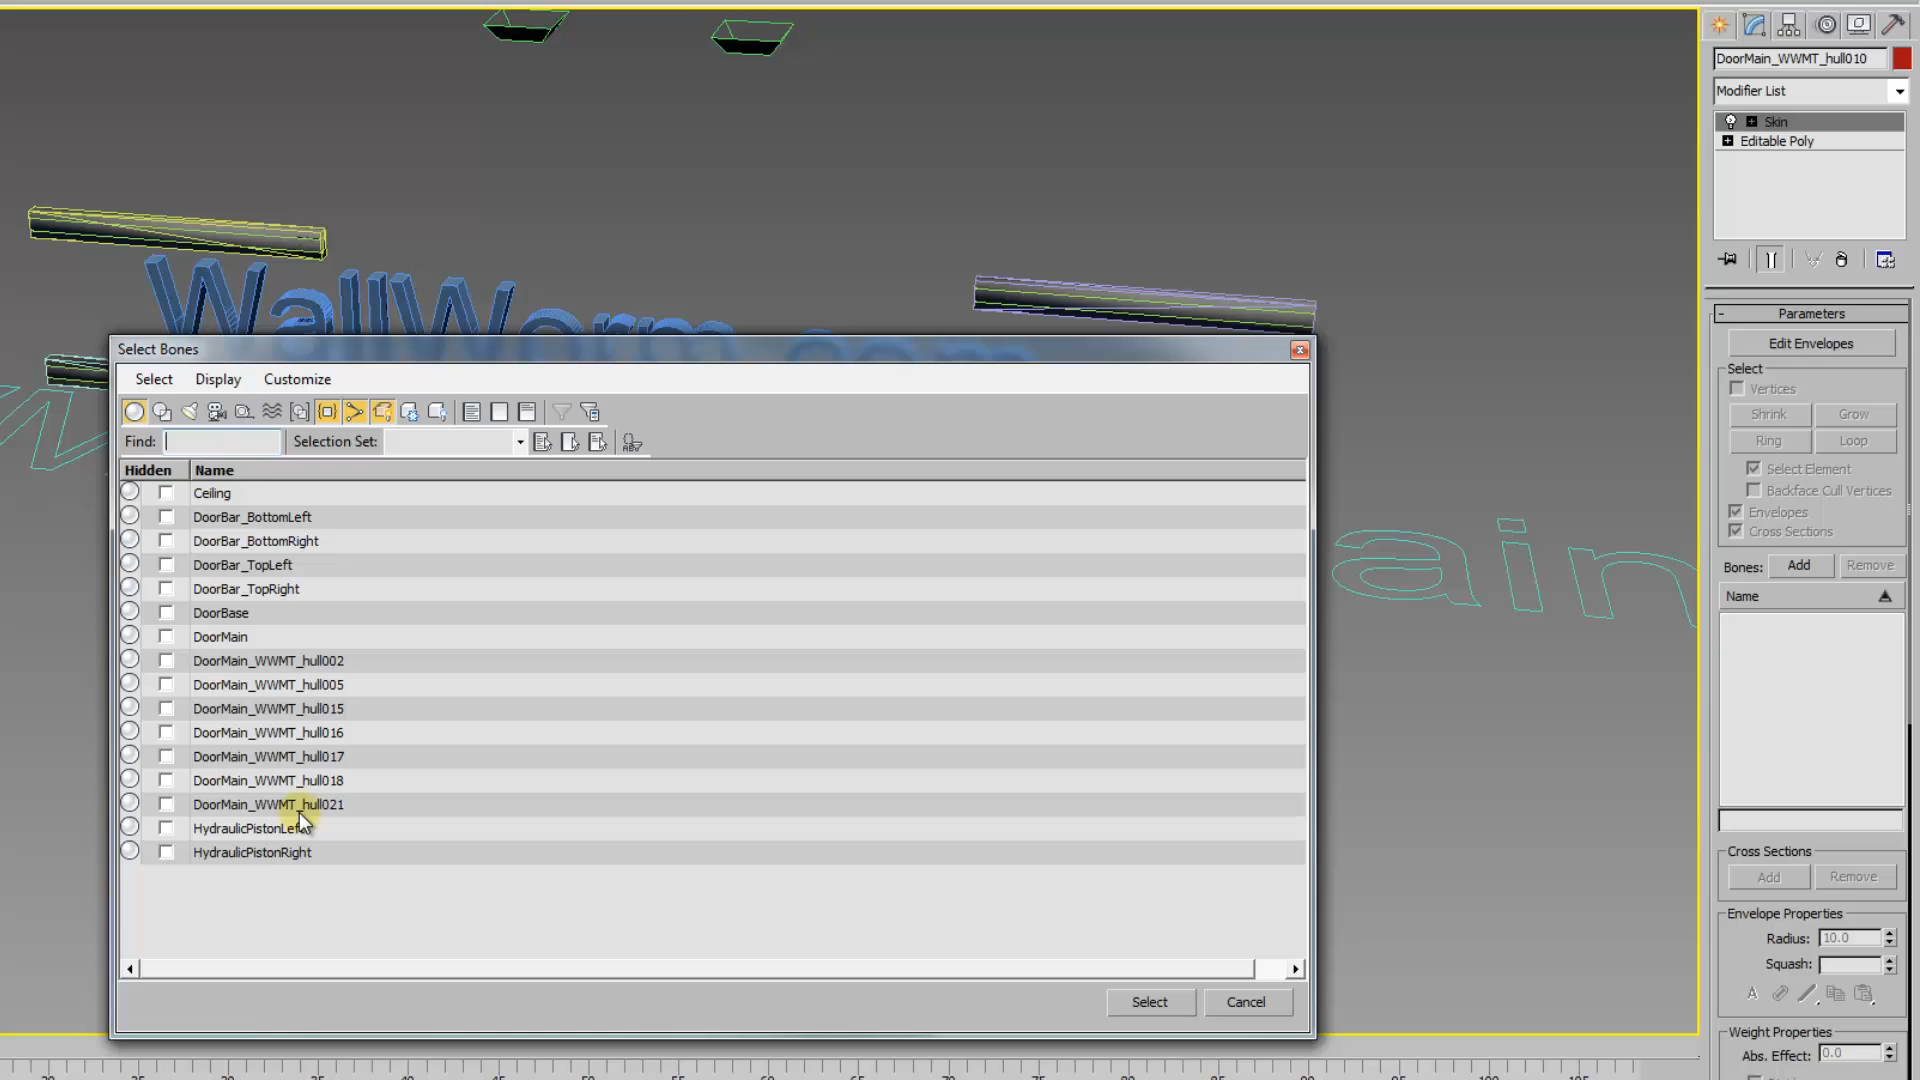 DoorMain_WWMT_hull010
Modifier List
Skin
Editable Poly
WallWorm.com
Select Bones
Select Display Customize
Find: Selection Set:
Hidden Name
Ceiling
DoorBar_BottomLeft
DoorBar_BottomRight
DoorBar_TopLeft
DoorBar_TopRight
DoorBase
DoorMain
DoorMain_WWMT_hull002
DoorMain_WWMT_hull005
DoorMain_WWMT_hull015
DoorMain_WWMT_hull016
DoorMain_WWMT_hull017
DoorMain_WWMT_hull018
DoorMain_WWMT_hull021
HydraulicPistonLeft
HydraulicPistonRight
Select Cancel
ain
- Parameters
Edit Envelopes
Select
Vertices
Shrink Grow
Ring Loop
Select Element
Backface Cull Vertices
Envelopes
Cross Sections
Bones: Add Remove
Name
Cross Sections
Add Remove
Envelope Properties
Radius: 10.0
Squash:
A
Weight Properties
Abs. Effect: 0.0